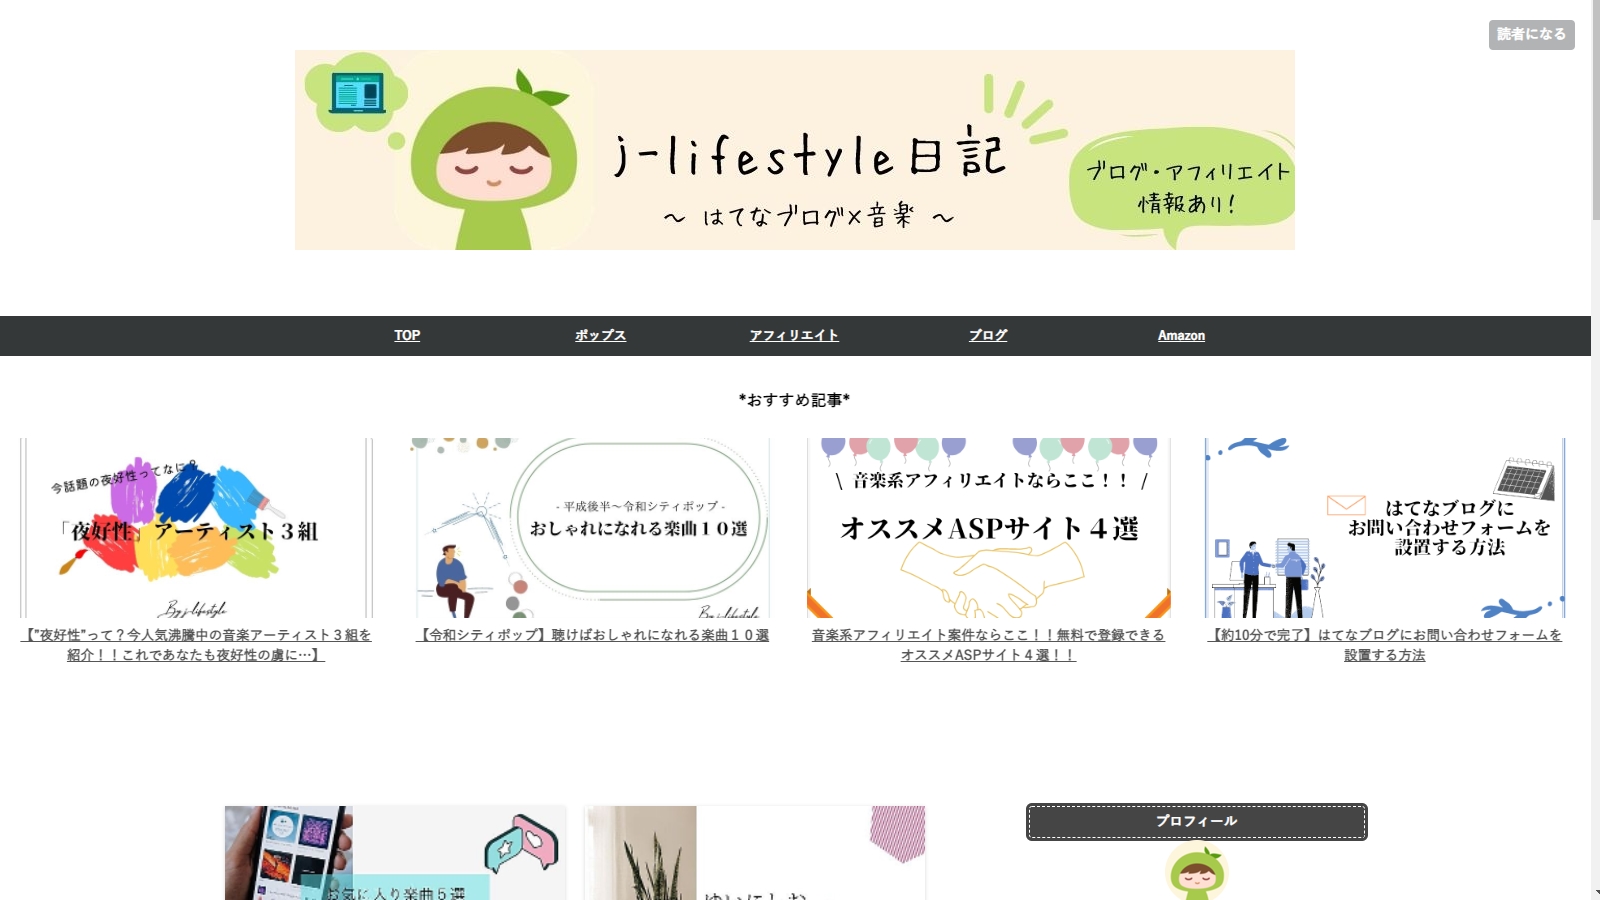 読者になる
j-lifestyle日記
～ はてなブログ×音楽 ～
ブログ・アフィリエイト
情報あり！
TOP
ポップス
アフィリエイト
ブログ
Amazon
*おすすめ記事*
今話題の夜好性ってなに？
「夜好性」アーティスト３組
By j-lifestyle
【”夜好性”って？今人気沸騰中の音楽アーティスト３組を
紹介！！これであなたも夜好性の虜に…】
- 平成後半～令和シティポップ -
おしゃれになれる楽曲１０選
By j-lifestyle
【令和シティポップ】聴けばおしゃれになれる楽曲１０選
\ 音楽系アフィリエイトならここ！！ /
オススメASPサイト４選
音楽系アフィリエイト案件ならここ！！無料で登録できる
オススメASPサイト４選！！
はてなブログに
お問い合わせフォームを
設置する方法
【約10分で完了】はてなブログにお問い合わせフォームを
設置する方法
お気に入り楽曲５選
プロフィール